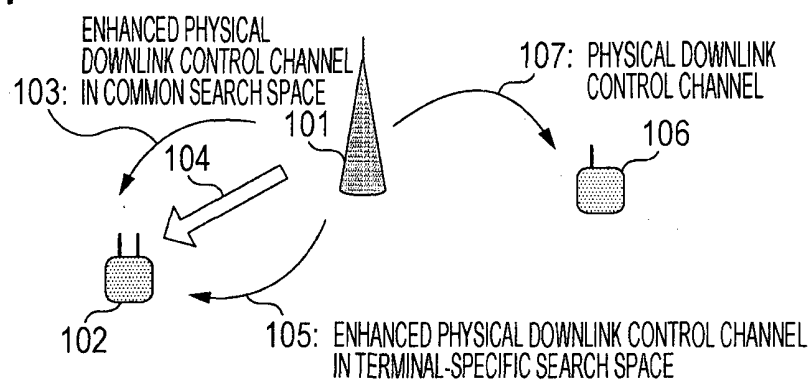 ENHANCED PHYSICAL
DOWNLINK CONTROL CHANNEL
103: IN COMMON SEARCH SPACE
101
104
107: PHYSICAL DOWNLINK
CONTROL CHANNEL
106
102
105: ENHANCED PHYSICAL DOWNLINK CONTROL CHANNEL
IN TERMINAL-SPECIFIC SEARCH SPACE